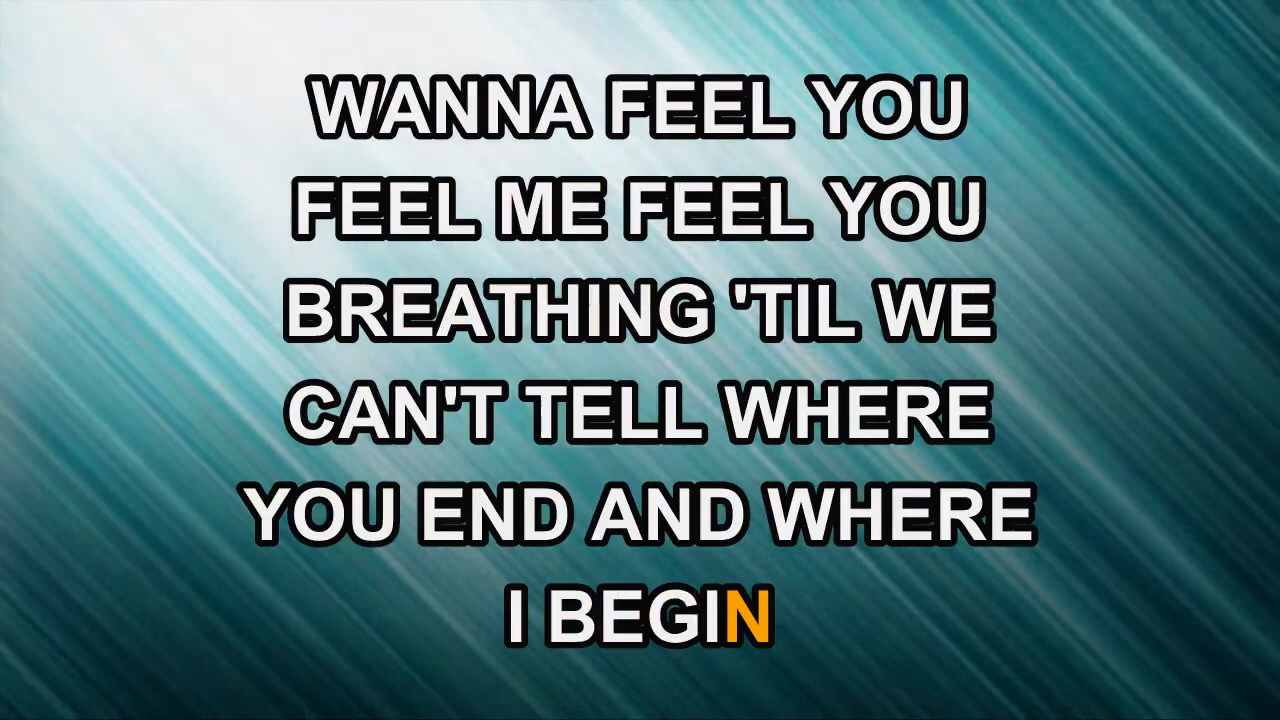 WANNA FEEL YOU
FEEL ME FEEL YOU
BREATHING 'TIL WE
CAN'T TELL WHERE
YOU END AND WHERE
I BEGIN